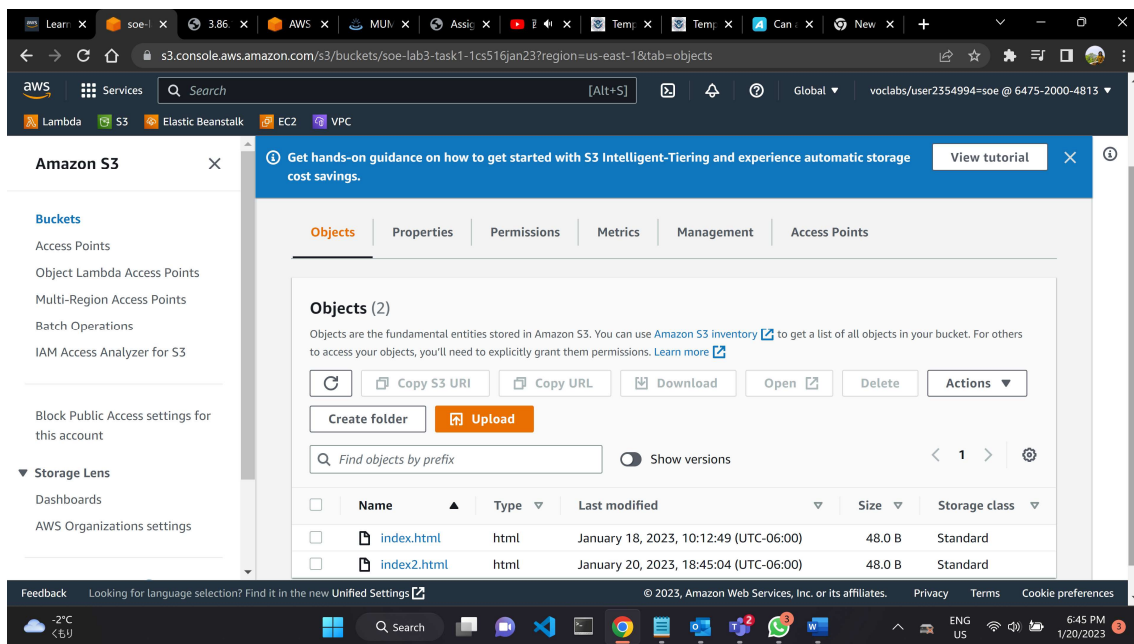 Learn
soe-l
3.86.
AWS
MUN
Assig
Temp
Temp
Can
New
s3.console.aws.amazon.com/s3/buckets/soe-lab3-task1-1cs516jan23?region=us-east-1&tab=objects
aws Services Search [Alt+S] Global voclabs/user2354994=soe @ 6475-2000-4813
Lambda S3 Elastic Beanstalk EC2 VPC
Amazon S3
Buckets
Access Points
Object Lambda Access Points
Multi-Region Access Points
Batch Operations
IAM Access Analyzer for S3
Block Public Access settings for
this account
Storage Lens
Dashboards
AWS Organizations settings
Get hands-on guidance on how to get started with S3 Intelligent-Tiering and experience automatic storage
cost savings.
View tutorial
Objects Properties Permissions Metrics Management Access Points
Objects (2)
Objects are the fundamental entities stored in Amazon S3. You can use Amazon S3 inventory to get a list of all objects in your bucket. For others
to access your objects, you'll need to explicitly grant them permissions. Learn more
Copy S3 URI Copy URL Download Open Delete Actions
Create folder Upload
Find objects by prefix Show versions 1
Name Type Last modified Size Storage class
index.html html January 18, 2023, 10:12:49 (UTC-06:00) 48.0 B Standard
index2.html html January 20, 2023, 18:45:04 (UTC-06:00) 48.0 B Standard
Feedback Looking for language selection? Find it in the new Unified Settings © 2023, Amazon Web Services, Inc. or its affiliates. Privacy Terms Cookie preferences
-2°C
くもり
Search
3
3
ENG
US
6:45 PM
1/20/2023
3